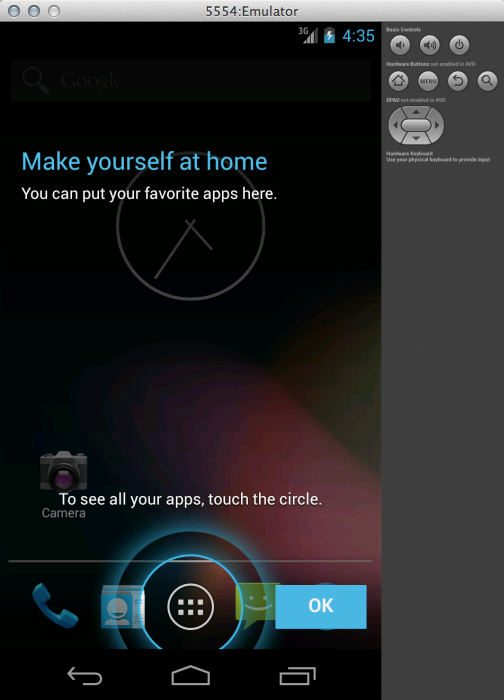 5554:Emulator
3G
4:35
Google
Make yourself at home
You can put your favorite apps here.
To see all your apps, touch the circle.
Camera
OK
Basic Controls
Hardware Buttons not enabled in AVD
MENU
DPAD not enabled in AVD
Hardware Keyboard
Use your physical keyboard to provide input